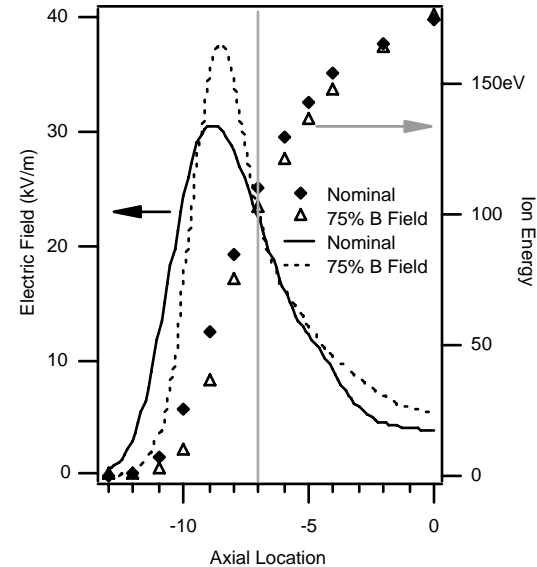 40
30
20
10
0
Electric Field (kV/m)
150eV
100
50
0
Ion Energy
Nominal
75% B Field
Nominal
75% B Field
-10
-5
0
Axial Location